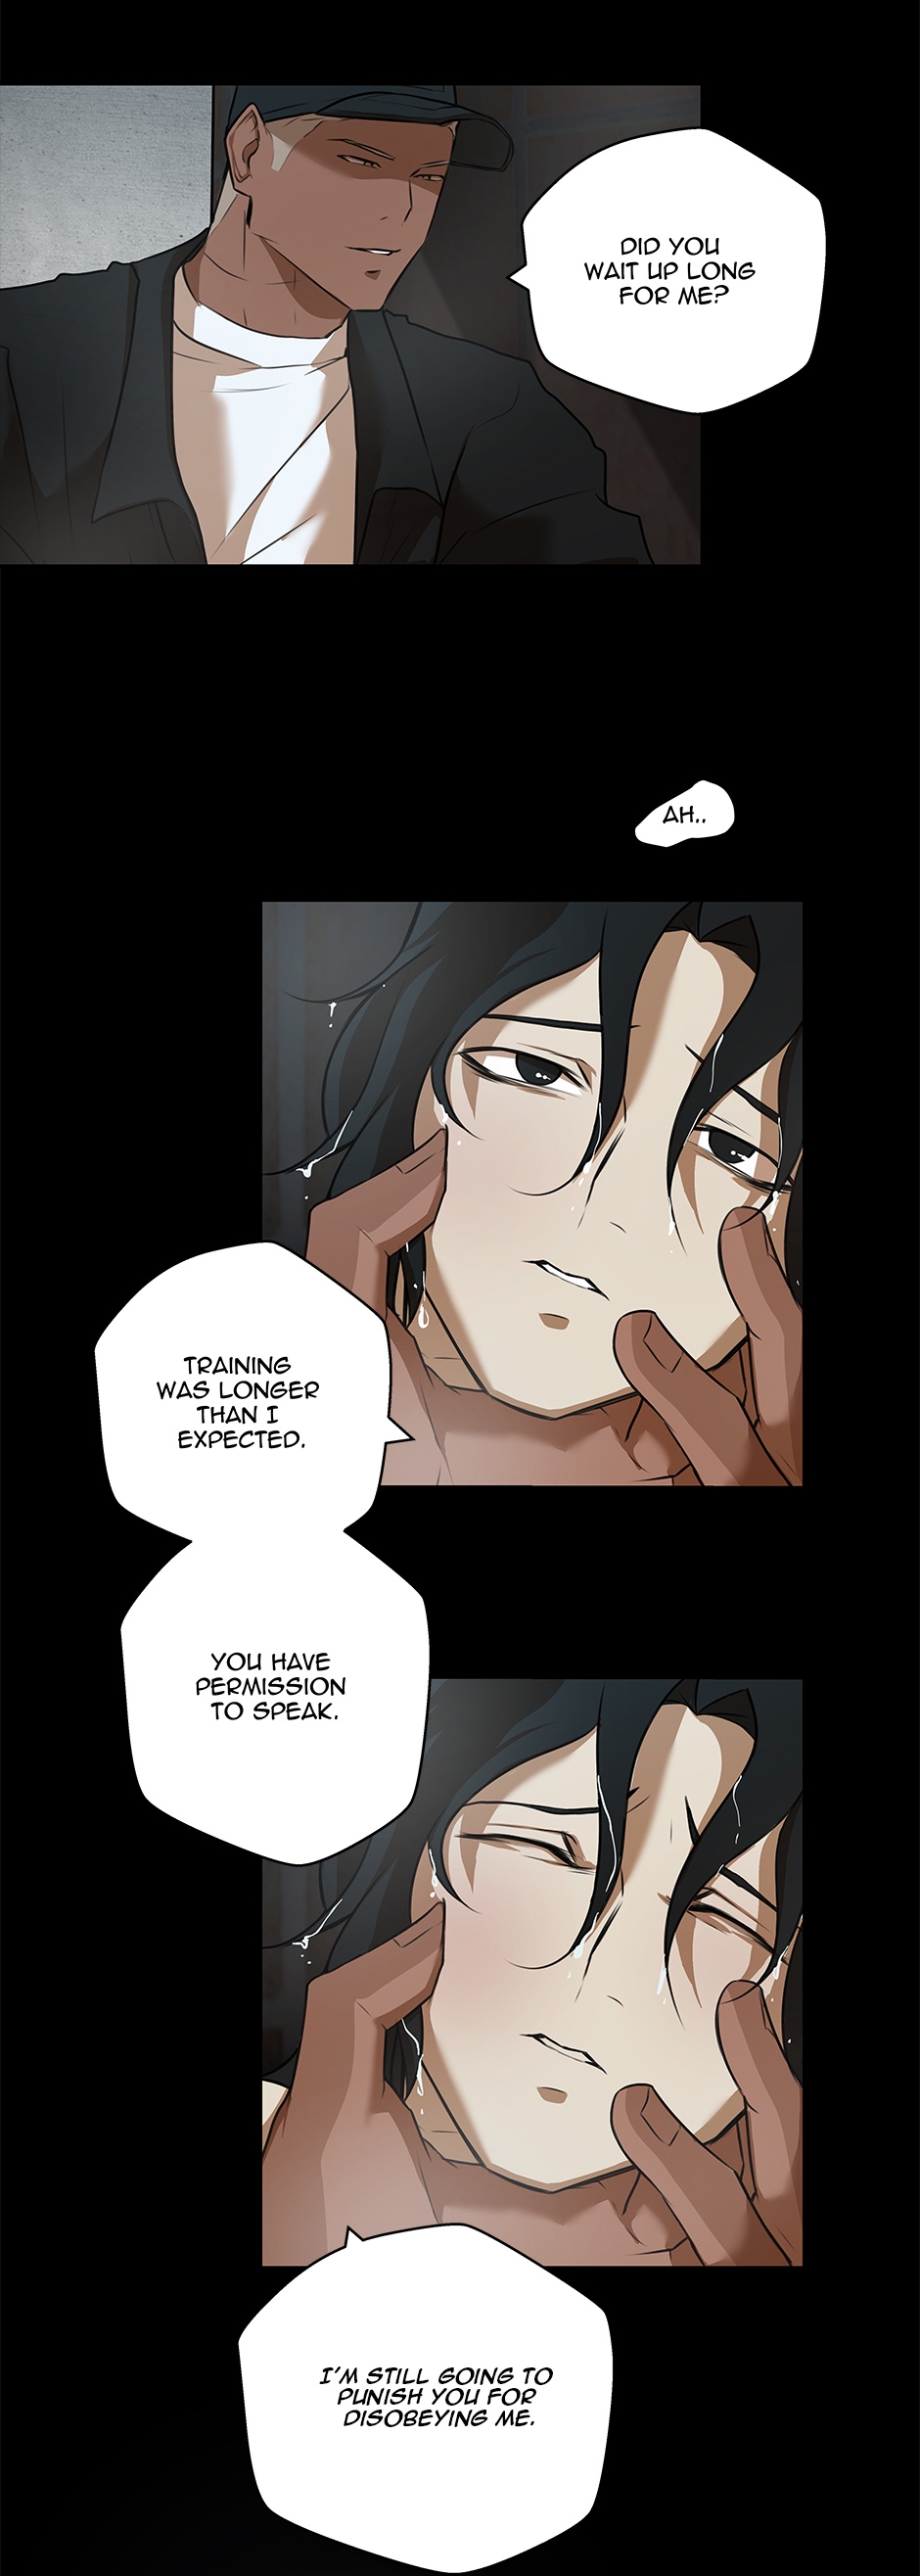 DID YOU
WAIT UP LONG
FOR ME?
AH..
TRAINING
WAS LONGER
THAN I
EXPECTED.
YOU HAVE
PERMISSION
TO SPEAK.
I'M STILL GOING TO
PUNISH YOU FOR
DISOBEYING ME.